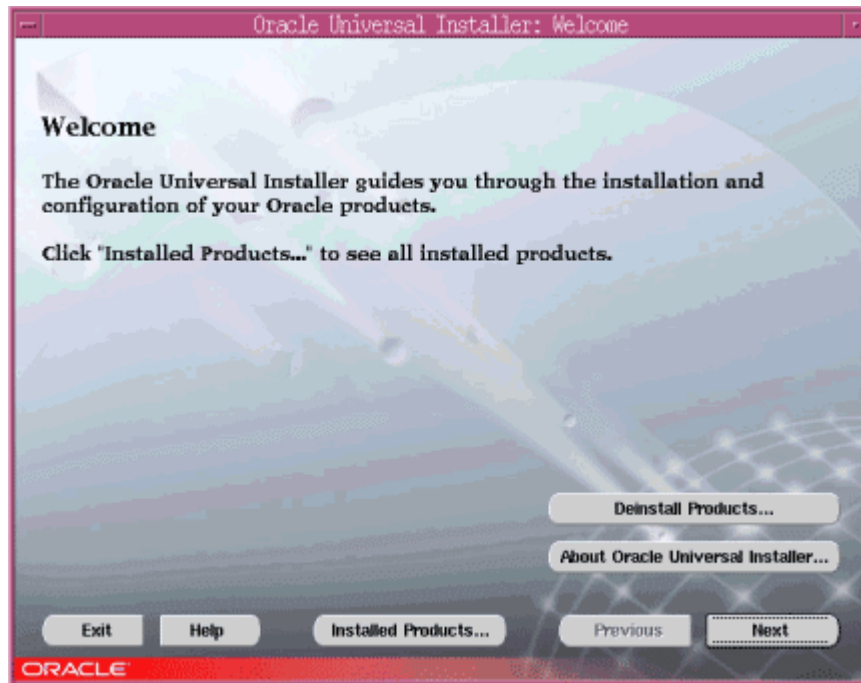 Oracle Universal Installer: Welcome
Welcome
The Oracle Universal Installer guides you through the installation and
configuration of your Oracle products.
Click "Installed Products..." to see all installed products.
Deinstall Products...
About Oracle Universal Installer...
Exit
Help
Installed Products...
Previous
Next
ORACLE